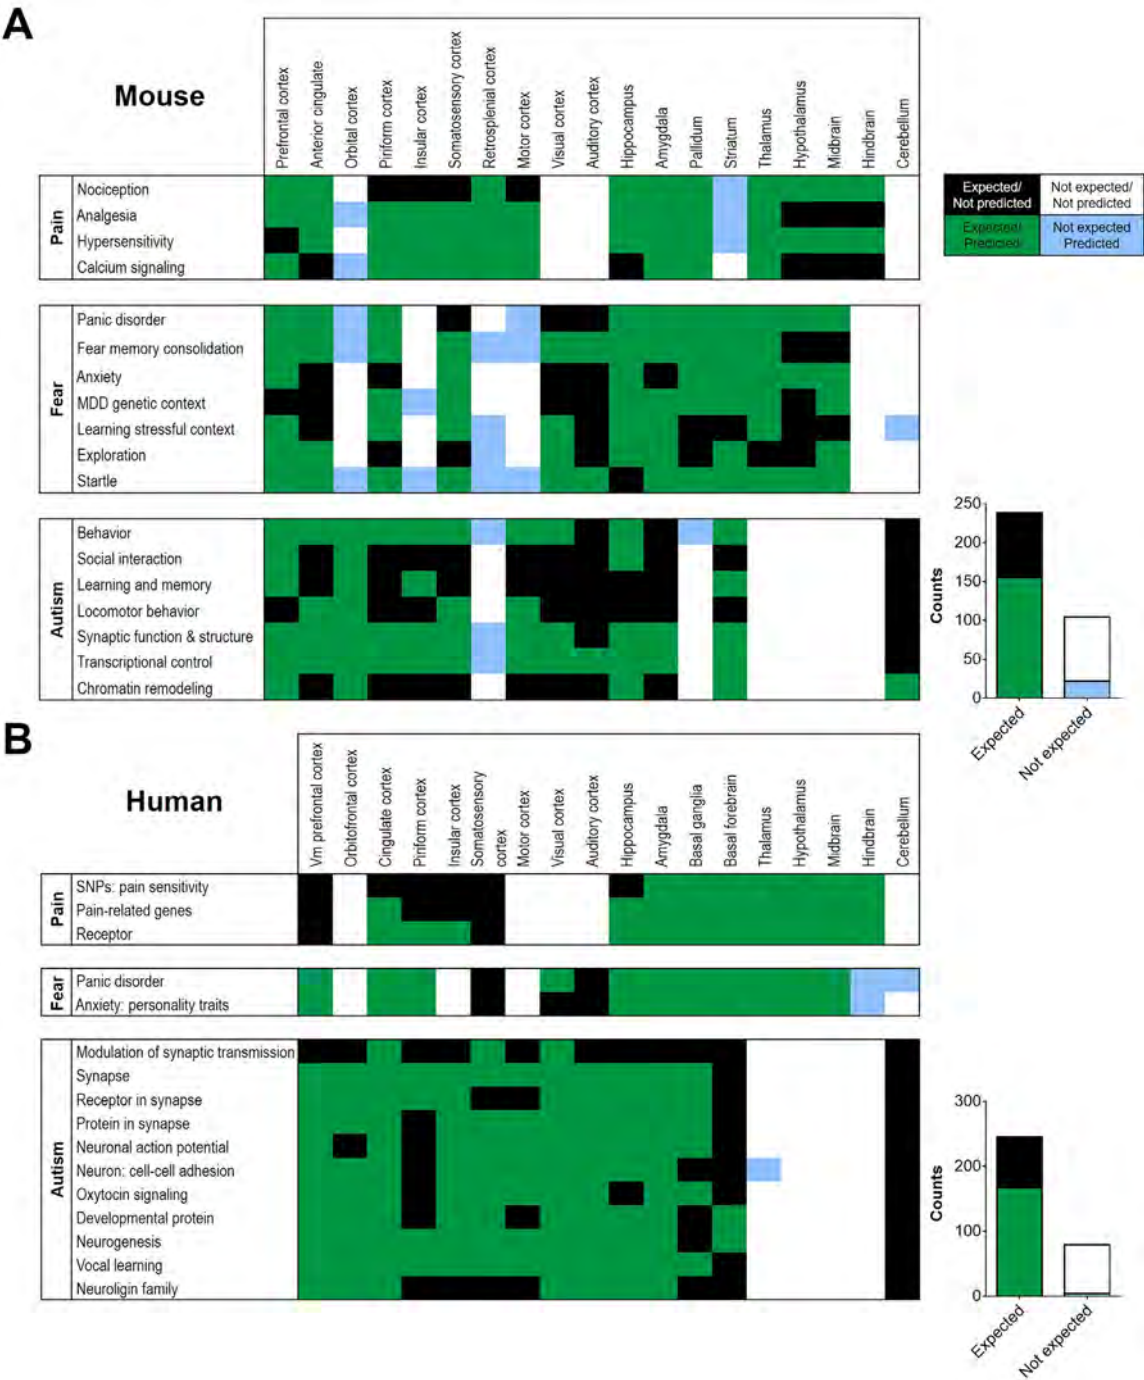 A
Mouse
Prefrontal cortex
Anterior cingulate
Orbital cortex
Piriform cortex
Insular cortex
Somatosensory cortex
Retrosplenial cortex
Motor cortex
Visual cortex
Auditory cortex
Hippocampus
Amygdala
Pallidum
Striatum
Thalamus
Hypothalamus
Midbrain
Hindbrain
Cerebellum
Pain
Nociception
Analgesia
Hypersensitivity
Calcium signaling
Expected/
Not predicted
Not expected/
Not predicted
Expected/
Predicted/
Not expected
Predicted
Fear
Panic disorder
Fear memory consolidation
Anxiety
MDD genetic context
Learning stressful context
Exploration
Startle
Autism
Behavior
Social interaction
Learning and memory
Locomotor behavior
Synaptic function & structure
Transcriptional control
Chromatin remodeling
Counts
250
200
150
100
50
0
Expected
Not expected
B
Human
Vm prefrontal cortex
Orbitofrontal cortex
Cingulate cortex
Piriform cortex
Insular cortex
Somatosensory
cortex
Motor cortex
Visual cortex
Auditory cortex
Hippocampus
Amygdala
Basal ganglia
Basal forebrain
Thalamus
Hypothalamus
Midbrain
Hindbrain
Cerebellum
Pain
SNPs: pain sensitivity
Pain-related genes
Receptor
Fear
Panic disorder
Anxiety: personality traits
Autism
Modulation of synaptic transmission
Synapse
Receptor in synapse
Protein in synapse
Neuronal action potential
Neuron: cell-cell adhesion
Oxytocin signaling
Developmental protein
Neurogenesis
Vocal learning
Neuroligin family
Counts
300
200
100
0
Expected
Not expected